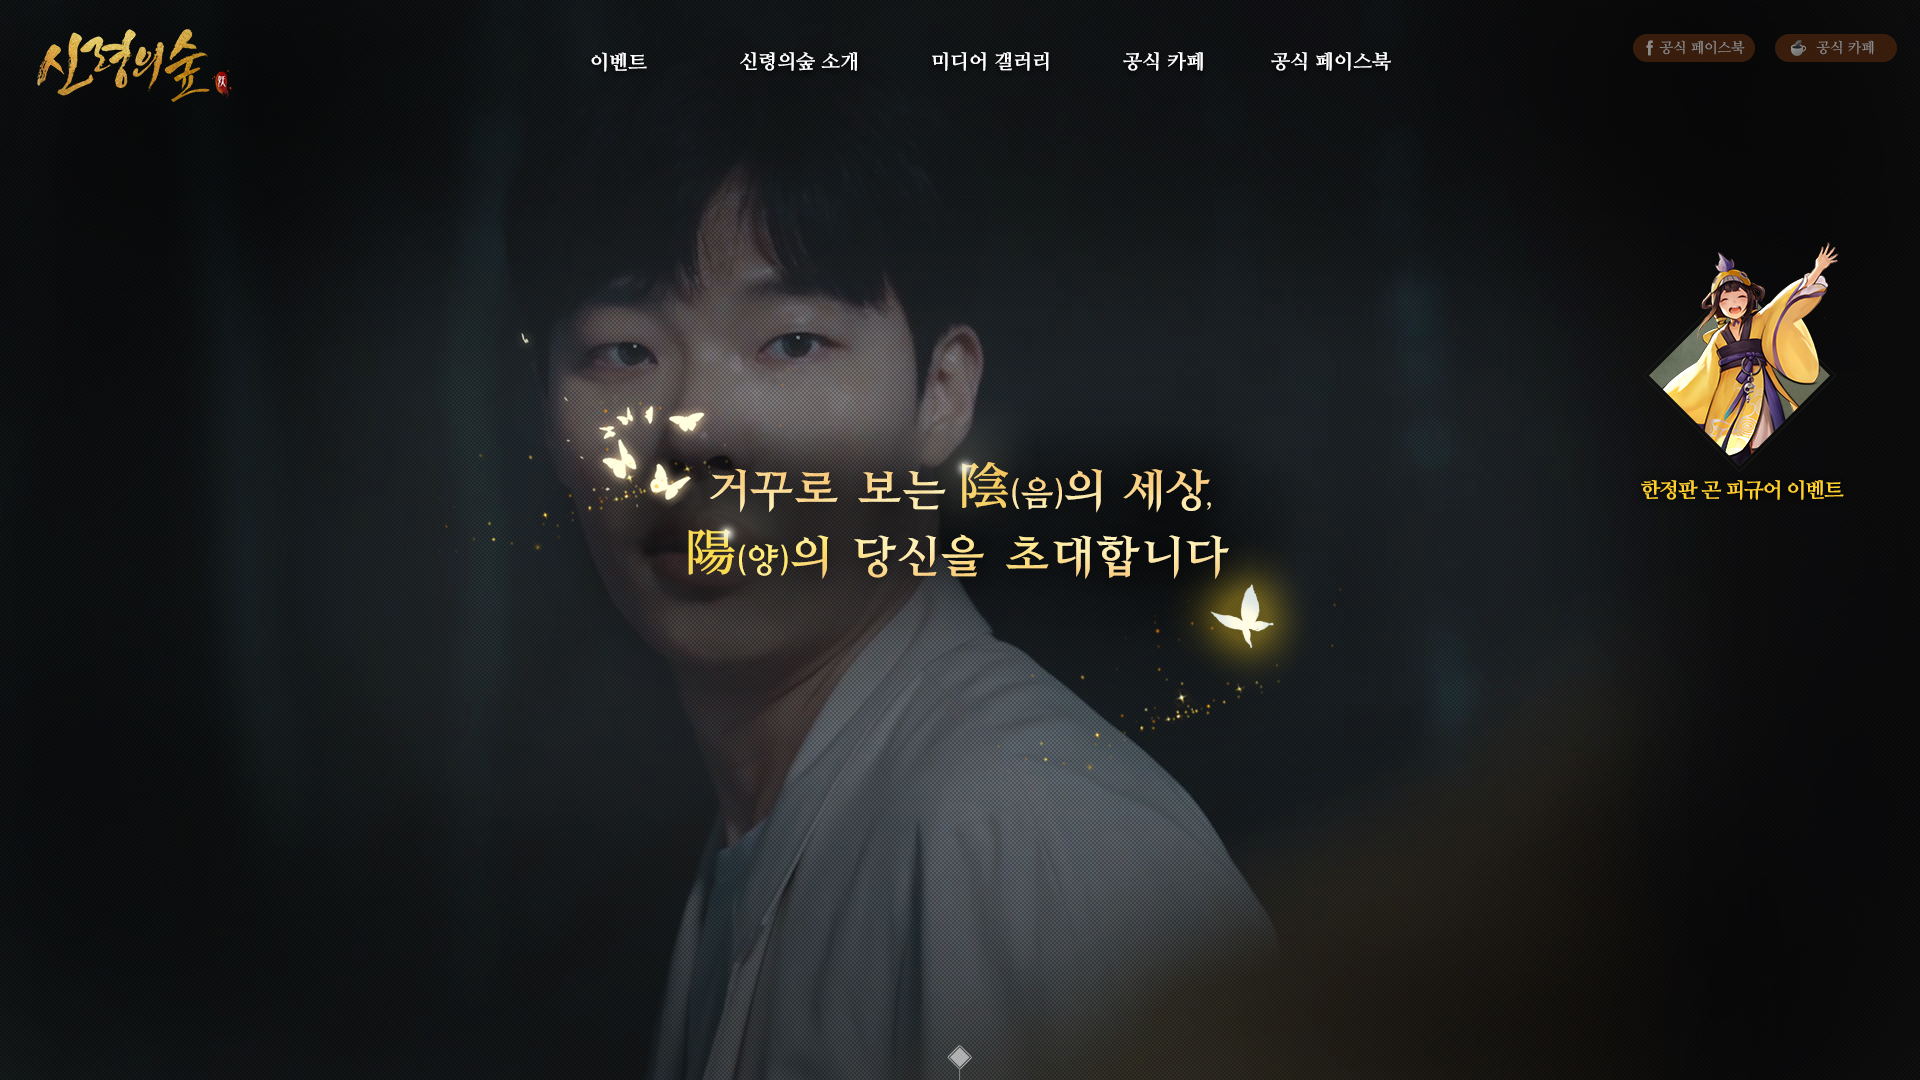 신령의숲
이벤트
신령의숲 소개
미디어 갤러리
공식 카페
공식 페이스북
공식 페이스북
공식 카페
거꾸로 보는 陰(음)의 세상,
陽(양)의 당신을 초대합니다
한정판 곤 피규어 이벤트